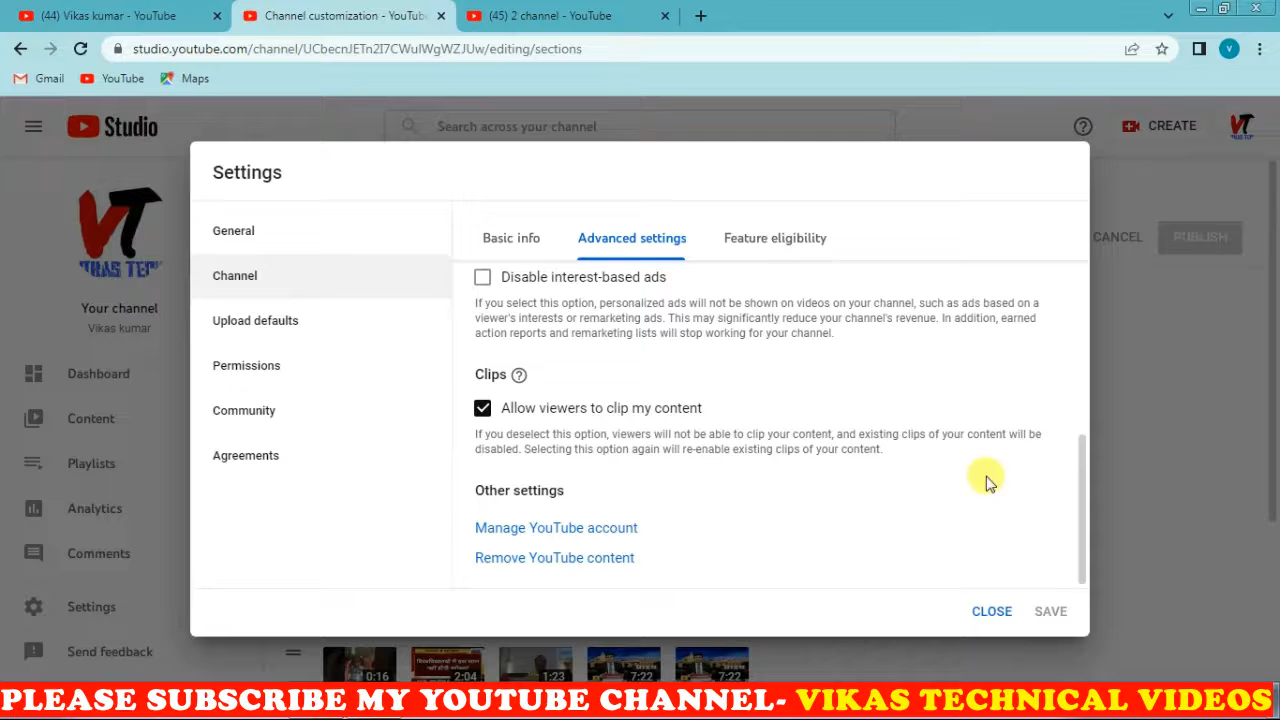 (44) Vikas kumar - YouTube
Channel customization - YouTube
(45) 2 channel - YouTube
studio.youtube.com/channel/UCbecnJETn2I7CWulWgWZJUw/editing/sections
V
Gmail
YouTube
Maps
Studio
Search across your channel
CREATE
VT
Settings
VT
Your channel
Vikas kumar
Dashboard
Content
Playlists
Analytics
Comments
Settings
Send feedback
CANCEL
PUBLISH
General
Channel
Upload defaults
Permissions
Community
Agreements
Basic info
Advanced settings
Feature eligibility
Disable interest-based ads
If you select this option, personalized ads will not be shown on videos on your channel, such as ads based on a
viewer's interests or remarketing ads. This may significantly reduce your channel's revenue. In addition, earned
action reports and remarketing lists will stop working for your channel.
Clips
Allow viewers to clip my content
If you deselect this option, viewers will not be able to clip your content, and existing clips of your content will be
disabled. Selecting this option again will re-enable existing clips of your content.
Other settings
Manage YouTube account
Remove YouTube content
CLOSE
SAVE
0:16
2:04
1:23
7:22
7:22
PLEASE SUBSCRIBE MY YOUTUBE CHANNEL- VIKAS TECHNICAL VIDEOS